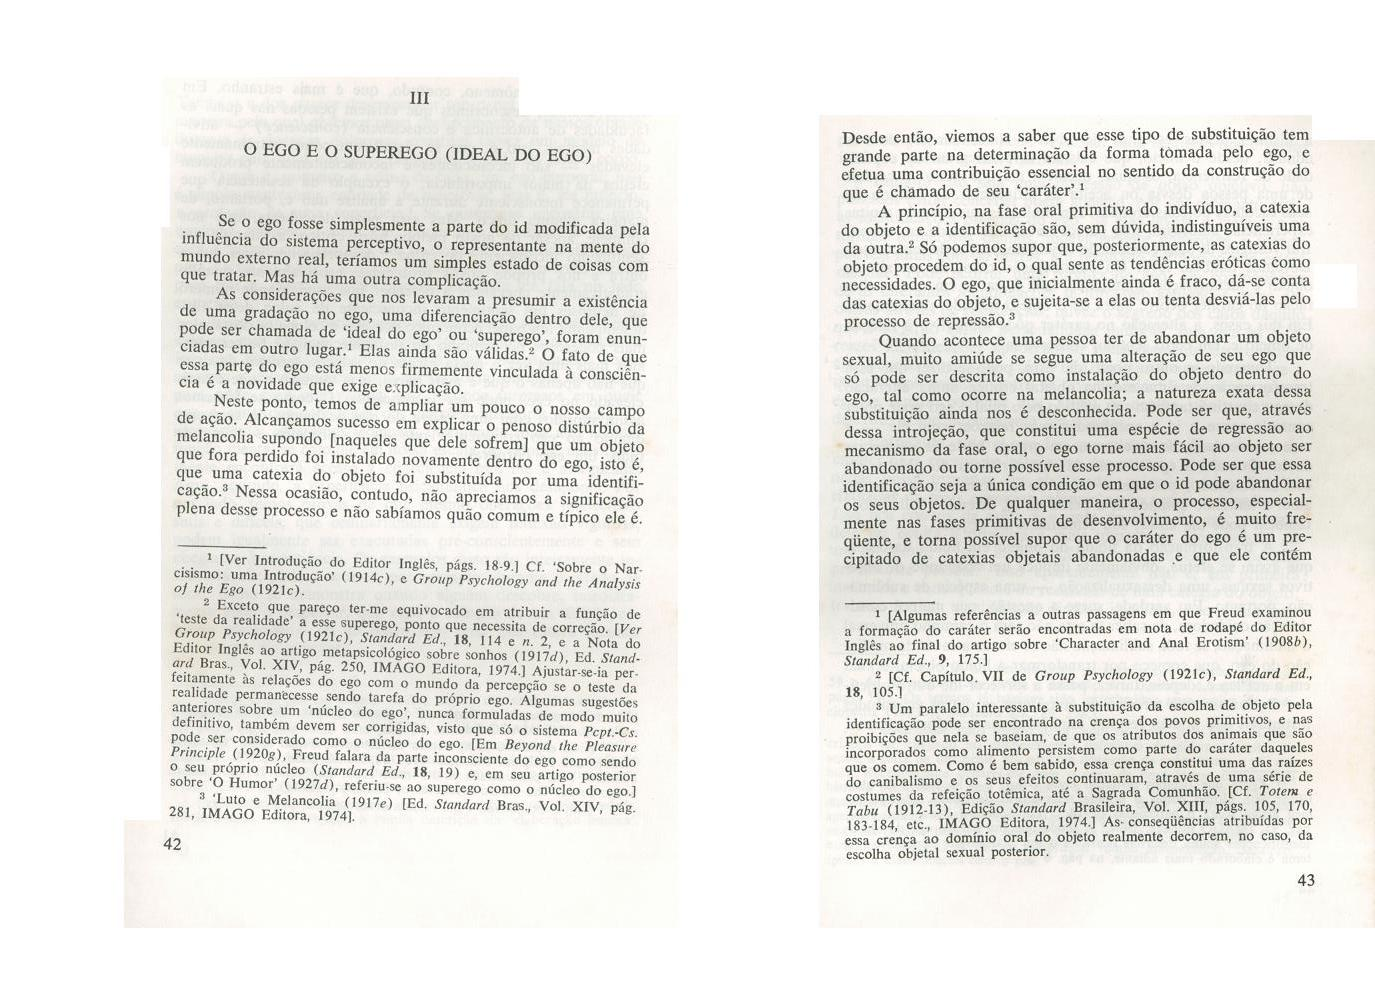 III
O EGO E O SUPEREGO (IDEAL DO EGO)
Se o ego fosse simplesmente a parte do id modificada pela
influência do sistema perceptivo, o representante na mente do
mundo externo real, teríamos um simples estado de coisas com
que tratar. Mas há uma outra complicação.
As considerações que nos levaram a presumir a existência
de uma gradação no ego, uma diferenciação dentro dele, que
pode ser chamada de ‘ideal do ego’ ou ‘superego’, foram enun-
ciadas em outro lugar.¹ Elas ainda são válidas.² O fato de que
essa parte do ego está menos firmemente vinculada à consciên-
cia é a novidade que exige explicação.
Neste ponto, temos de ampliar um pouco o nosso campo
de ação. Alcançamos sucesso em explicar o penoso distúrbio da
melancolia supondo [naqueles que dele sofrem] que um objeto
que fora perdido foi instalado novamente dentro do ego, isto é,
que uma catexia do objeto foi substituída por uma identifi-
cação.³ Nessa ocasião, contudo, não apreciamos a significação
plena desse processo e não sabíamos quão comum e típico ele é.
¹ [Ver Introdução do Editor Inglês, págs. 18-9.] Cf. ‘Sobre o Nar-
cisismo: uma Introdução’ (1914c), e Group Psychology and the Analysis
of the Ego (1921c).
² Exceto que pareço ter-me equivocado em atribuir a função de
‘teste da realidade’ a esse superego, ponto que necessita de correção. [Ver
Group Psychology (1921c), Standard Ed., 18, 114 e n. 2, e a Nota do
Editor Inglês ao artigo metapsicológico sobre sonhos (1917d), Ed. Stand-
ard Bras., Vol. XIV, pág. 250, IMAGO Editora, 1974.] Ajustar-se-ia per-
feitamente às relações do ego com o mundo da percepção se o teste da
realidade permanecesse sendo tarefa do próprio ego. Algumas sugestões
anteriores sobre um ‘núcleo do ego’, nunca formuladas de modo muito
definitivo, também devem ser corrigidas, visto que só o sistema Pcpt.-Cs.
pode ser considerado como o núcleo do ego. [Em Beyond the Pleasure
Principle (1920g), Freud falara da parte inconsciente do ego como sendo
o seu próprio núcleo (Standard Ed., 18, 19) e, em seu artigo posterior
sobre ‘O Humor’ (1927d), referiu-se ao superego como o núcleo do ego.]
³ ‘Luto e Melancolia (1917e) [Ed. Standard Bras., Vol. XIV, pág.
281, IMAGO Editora, 1974].
42
Desde então, viemos a saber que esse tipo de substituição tem
grande parte na determinação da forma tomada pelo ego, e
efetua uma contribuição essencial no sentido da construção do
que é chamado de seu ‘caráter’.¹
A princípio, na fase oral primitiva do indivíduo, a catexia
do objeto e a identificação são, sem dúvida, indistinguíveis uma
da outra.² Só podemos supor que, posteriormente, as catexias do
objeto procedem do id, o qual sente as tendências eróticas como
necessidades. O ego, que inicialmente ainda é fraco, dá-se conta
das catexias do objeto, e sujeita-se a elas ou tenta desviá-las pelo
processo de repressão.³
Quando acontece uma pessoa ter de abandonar um objeto
sexual, muito amiúde se segue uma alteração de seu ego que
só pode ser descrita como instalação do objeto dentro do
ego, tal como ocorre na melancolia; a natureza exata dessa
substituição ainda nos é desconhecida. Pode ser que, através
dessa introjeção, que constitui uma espécie de regressão ao
mecanismo da fase oral, o ego torne mais fácil ao objeto ser
abandonado ou torne possível esse processo. Pode ser que essa
identificação seja a única condição em que o id pode abandonar
os seus objetos. De qualquer maneira, o processo, especial-
mente nas fases primitivas de desenvolvimento, é muito fre-
qüente, e torna possível supor que o caráter do ego é um pre-
cipitado de catexias objetais abandonadas e que ele contém
¹ [Algumas referências a outras passagens em que Freud examinou
a formação do caráter serão encontradas em nota de rodapé do Editor
Inglês ao final do artigo sobre ‘Character and Anal Erotism’ (1908b),
Standard Ed., 9, 175.]
² [Cf. Capítulo VII de Group Psychology (1921c), Standard Ed.,
18, 105.]
³ Um paralelo interessante à substituição da escolha de objeto pela
identificação pode ser encontrado na crença dos povos primitivos, e nas
proibições que nela se baseiam, de que os atributos dos animais que são
incorporados como alimento persistem como parte do caráter daqueles
que os comem. Como é bem sabido, essa crença constitui uma das raízes
do canibalismo e os seus efeitos continuaram, através de uma série de
costumes da refeição totêmica, até a Sagrada Comunhão. [Cf. Totem e
Tabu (1912-13), Edição Standard Brasileira, Vol. XIII, págs. 105, 170,
183-184, etc., IMAGO Editora, 1974.] As conseqüências atribuídas por
essa crença ao domínio oral do objeto realmente decorrem, no caso, da
escolha objetal sexual posterior.
43